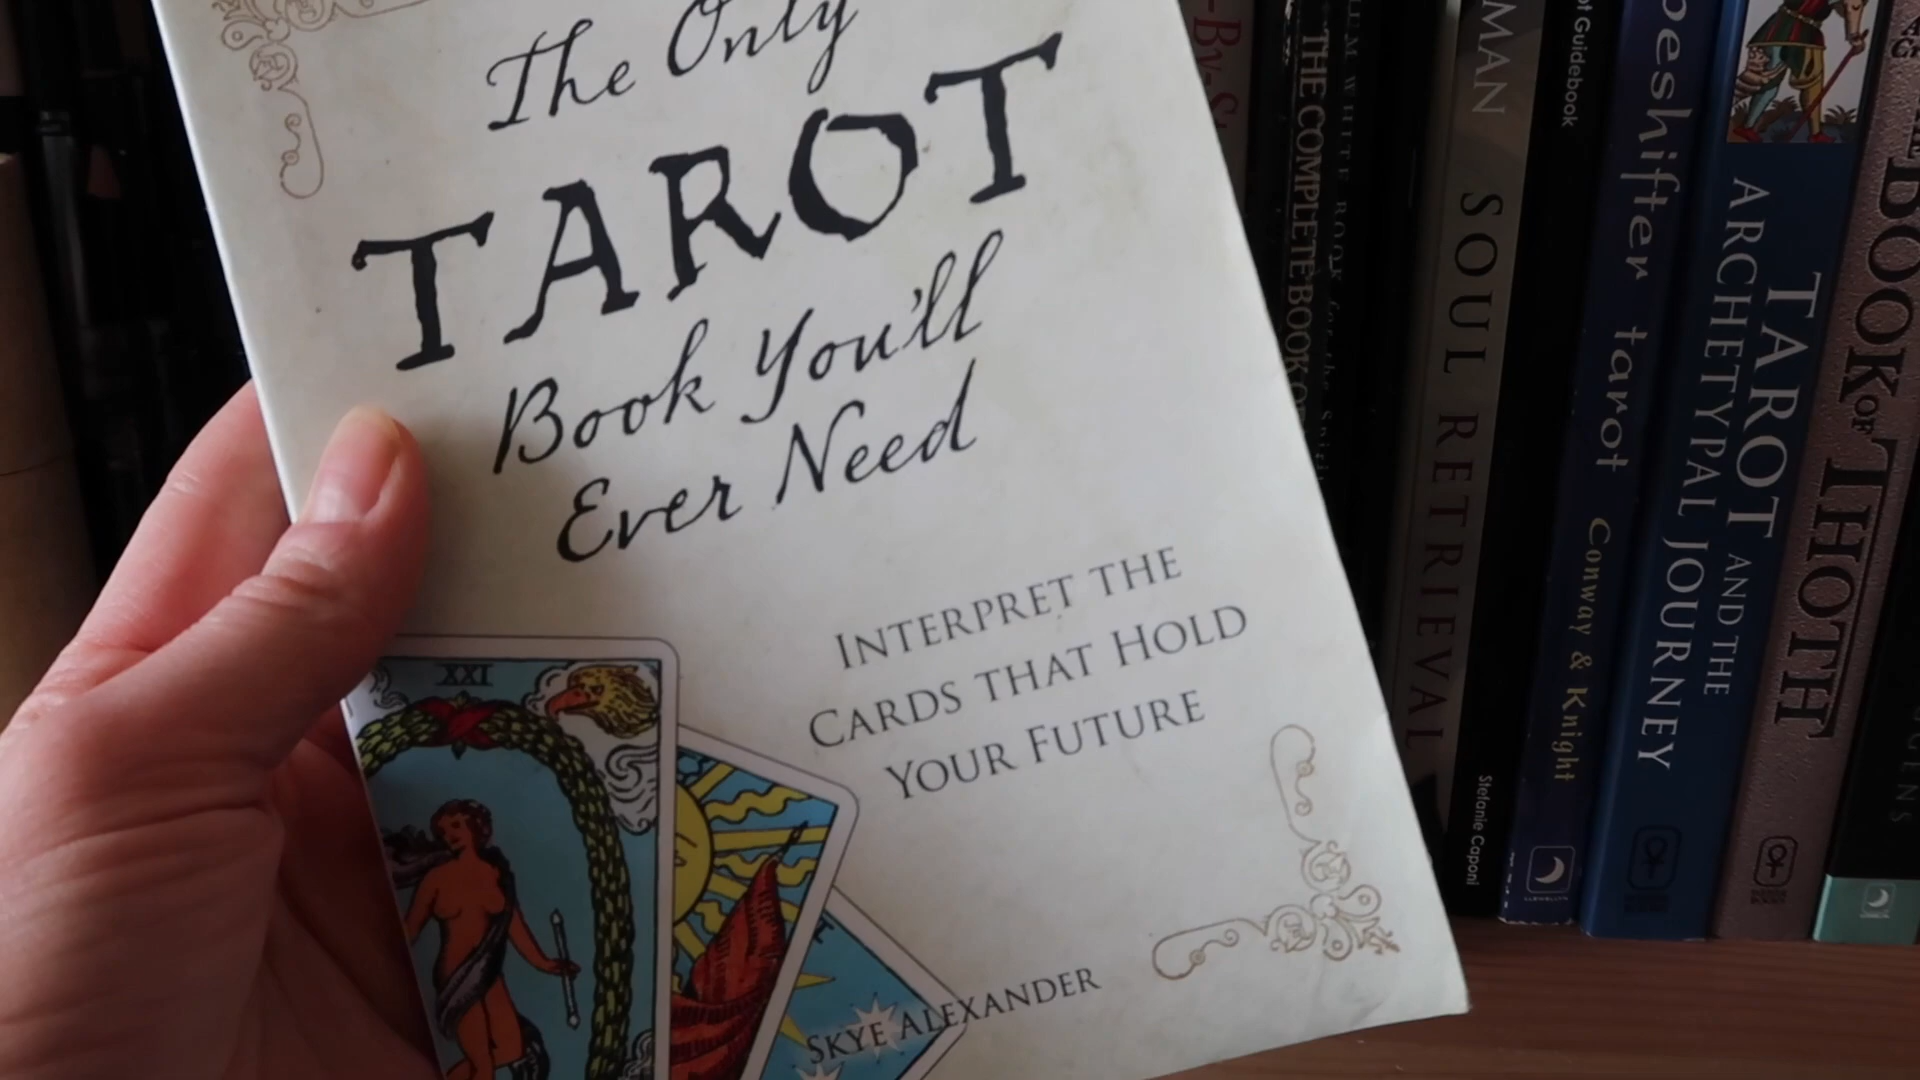 The Only
TAROT
Book You'll
Ever Need
INTERPRET THE
CARDS THAT HOLD
YOUR FUTURE
XXI
SKYE ALEXANDER
THE COMPLETE BOOK OF
SOUL RETRIEVAL
Guidebook
Stefanie Caponi
tarot
Conway & Knight
LLEWELLYN
TAROT AND THE
ARCHETYPAL JOURNEY
BOOK OF THOTH